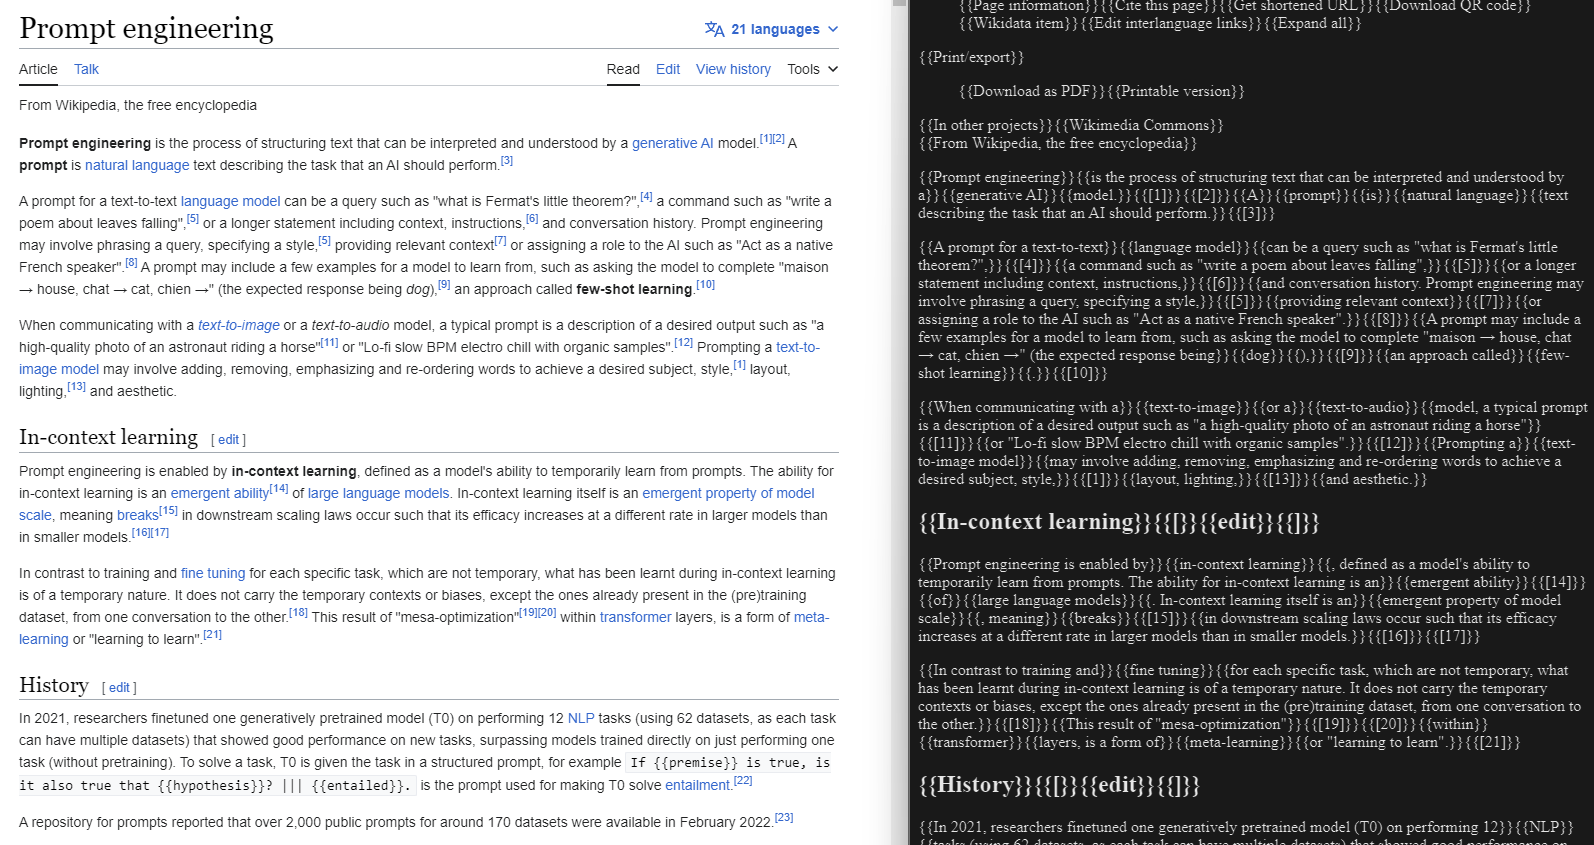 Prompt engineering
21 languages
Article Talk Read Edit View history Tools
From Wikipedia, the free encyclopedia
Prompt engineering is the process of structuring text that can be interpreted and understood by a generative AI model.[1][2] A
prompt is natural language text describing the task that an AI should perform.[3]
A prompt for a text-to-text language model can be a query such as "what is Fermat's little theorem?",[4] a command such as "write a
poem about leaves falling",[5] or a longer statement including context, instructions,[6] and conversation history. Prompt engineering
may involve phrasing a query, specifying a style,[5] providing relevant context[7] or assigning a role to the AI such as "Act as a native
French speaker".[8] A prompt may include a few examples for a model to learn from, such as asking the model to complete "maison
→ house, chat → cat, chien →" (the expected response being dog),[9] an approach called few-shot learning.[10]
When communicating with a text-to-image or a text-to-audio model, a typical prompt is a description of a desired output such as "a
high-quality photo of an astronaut riding a horse"[11] or "Lo-fi slow BPM electro chill with organic samples".[12] Prompting a text-to-
image model may involve adding, removing, emphasizing and re-ordering words to achieve a desired subject, style,[1] layout,
lighting,[13] and aesthetic.
In-context learning [ edit ]
Prompt engineering is enabled by in-context learning, defined as a model's ability to temporarily learn from prompts. The ability for
in-context learning is an emergent ability[14] of large language models. In-context learning itself is an emergent property of model
scale, meaning breaks[15] in downstream scaling laws occur such that its efficacy increases at a different rate in larger models than
in smaller models.[16][17]
In contrast to training and fine tuning for each specific task, which are not temporary, what has been learnt during in-context learning
is of a temporary nature. It does not carry the temporary contexts or biases, except the ones already present in the (pre)training
dataset, from one conversation to the other.[18] This result of "mesa-optimization"[19][20] within transformer layers, is a form of meta-
learning or "learning to learn".[21]
History [ edit ]
In 2021, researchers finetuned one generatively pretrained model (T0) on performing 12 NLP tasks (using 62 datasets, as each task
can have multiple datasets) that showed good performance on new tasks, surpassing models trained directly on just performing one
task (without pretraining). To solve a task, T0 is given the task in a structured prompt, for example If {{premise}} is true, is
it also true that {{hypothesis}}? ||| {{entailed}}. is the prompt used for making T0 solve entailment.[22]
A repository for prompts reported that over 2,000 public prompts for around 170 datasets were available in February 2022.[23]
{{Page information}}{{Cite this page}}{{Get shortened URL}}{{Download QR code}}
{{Wikidata item}}{{Edit interlanguage links}}{{Expand all}}
{{Print/export}}
{{Download as PDF}}{{Printable version}}
{{In other projects}}{{Wikimedia Commons}}
{{From Wikipedia, the free encyclopedia}}
{{Prompt engineering}}{{is the process of structuring text that can be interpreted and understood by
a}}{{generative AI}}{{model.}}{{[1]}}{{[2]}}{{A}}{{prompt}}{{is}}{{natural language}}{{text
describing the task that an AI should perform.}}{{[3]}}
{{A prompt for a text-to-text}}{{language model}}{{can be a query such as "what is Fermat's little
theorem?",}}{{[4]}}{{a command such as "write a poem about leaves falling",}}{{[5]}}{{or a longer
statement including context, instructions,}}{{[6]}}{{and conversation history. Prompt engineering may
involve phrasing a query, specifying a style,}}{{[5]}}{{providing relevant context}}{{[7]}}{{or
assigning a role to the AI such as "Act as a native French speaker".}}{{[8]}}{{A prompt may include a
few examples for a model to learn from, such as asking the model to complete "maison → house, chat
→ cat, chien →" (the expected response being}}{{dog}}{{),}}{{[9]}}{{an approach called}}{{few-
shot learning}}{{.}}{{[10]}}
{{When communicating with a}}{{text-to-image}}{{or a}}{{text-to-audio}}{{model, a typical prompt
is a description of a desired output such as "a high-quality photo of an astronaut riding a horse"}}
{{[11]}}{{or "Lo-fi slow BPM electro chill with organic samples".}}{{[12]}}{{Prompting a}}{{text-
to-image model}}{{may involve adding, removing, emphasizing and re-ordering words to achieve a
desired subject, style,}}{{[1]}}{{layout, lighting,}}{{[13]}}{{and aesthetic.}}
{{In-context learning}}{{[}}{{edit}}{{]}}
{{Prompt engineering is enabled by}}{{in-context learning}}{{, defined as a model's ability to
temporarily learn from prompts. The ability for in-context learning is an}}{{emergent ability}}{{[14]}}
{{of}}{{large language models}}{{. In-context learning itself is an}}{{emergent property of model
scale}}{{, meaning}}{{breaks}}{{[15]}}{{in downstream scaling laws occur such that its efficacy
increases at a different rate in larger models than in smaller models.}}{{[16]}}{{[17]}}
{{In contrast to training and}}{{fine tuning}}{{for each specific task, which are not temporary, what
has been learnt during in-context learning is of a temporary nature. It does not carry the temporary
contexts or biases, except the ones already present in the (pre)training dataset, from one conversation to
the other.}}{{[18]}}{{This result of "mesa-optimization"}}{{[19]}}{{[20]}}{{within}}
{{transformer}}{{layers, is a form of}}{{meta-learning}}{{or "learning to learn".}}{{[21]}}
{{History}}{{[}}{{edit}}{{]}}
{{In 2021, researchers finetuned one generatively pretrained model (T0) on performing 12}}{{NLP}}
{{tasks (using 62 datasets, as each task can have multiple datasets) that showed good performance on